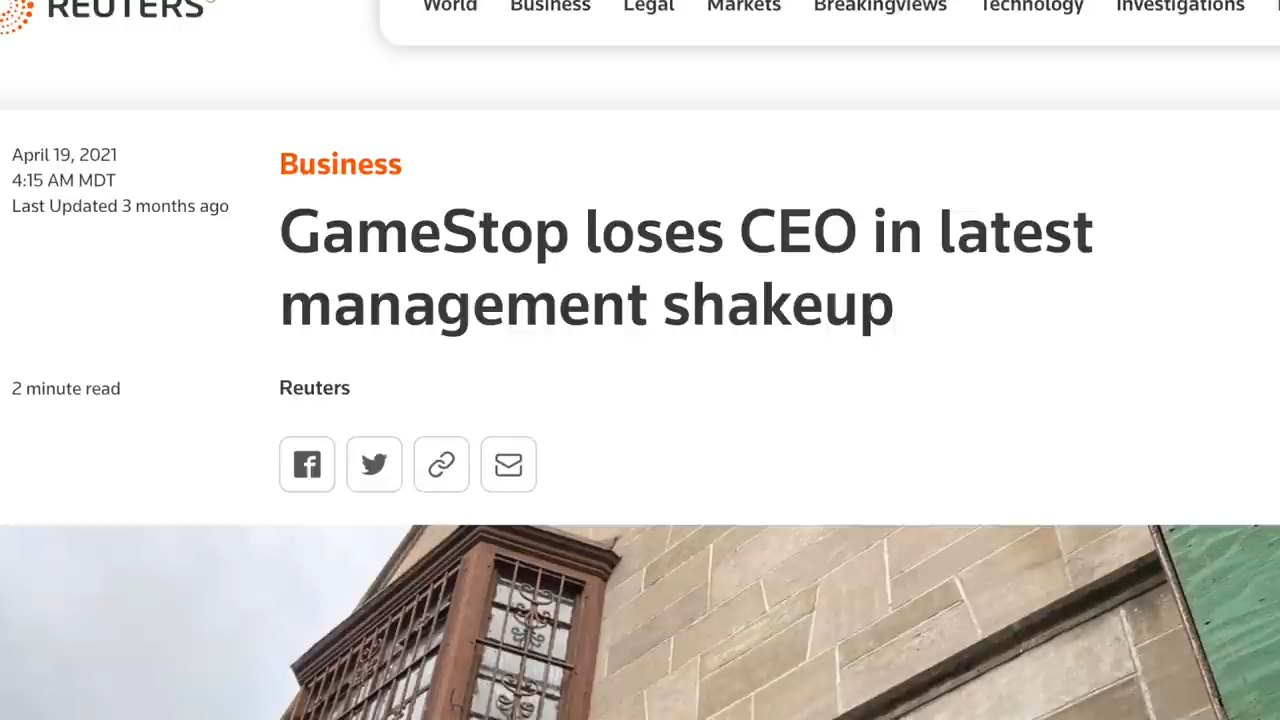 REUTERS
World Business Legal Markets Breakingviews Technology Investigations
April 19, 2021
4:15 AM MDT
Last Updated 3 months ago
Business
GameStop loses CEO in latest
management shakeup
2 minute read
Reuters